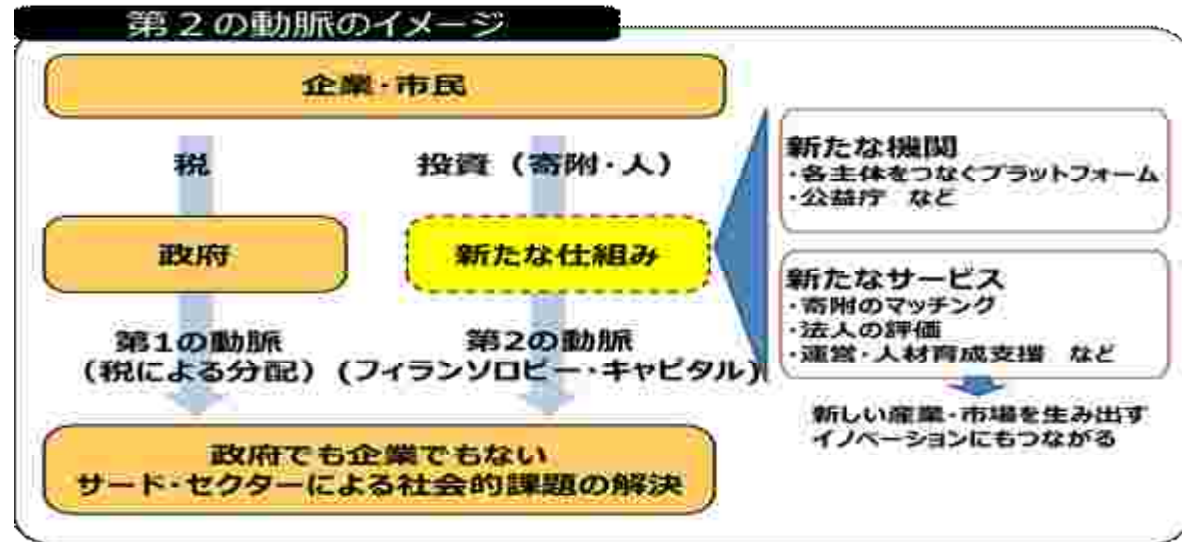 第2の動脈のイメージ
企業・市民
税
投資（寄附・人）
政府
新たな仕組み
第1の動脈
（税による分配）
第2の動脈
（フィランソロピー・キャピタル）
政府でも企業でもない
サード・セクターによる社会的課題の解決
新たな機関
・各主体をつなぐプラットフォーム
・公益庁　など
新たなサービス
・寄附のマッチング
・法人の評価
・運営・人材育成支援　など
新しい産業・市場を生み出す
イノベーションにもつながる